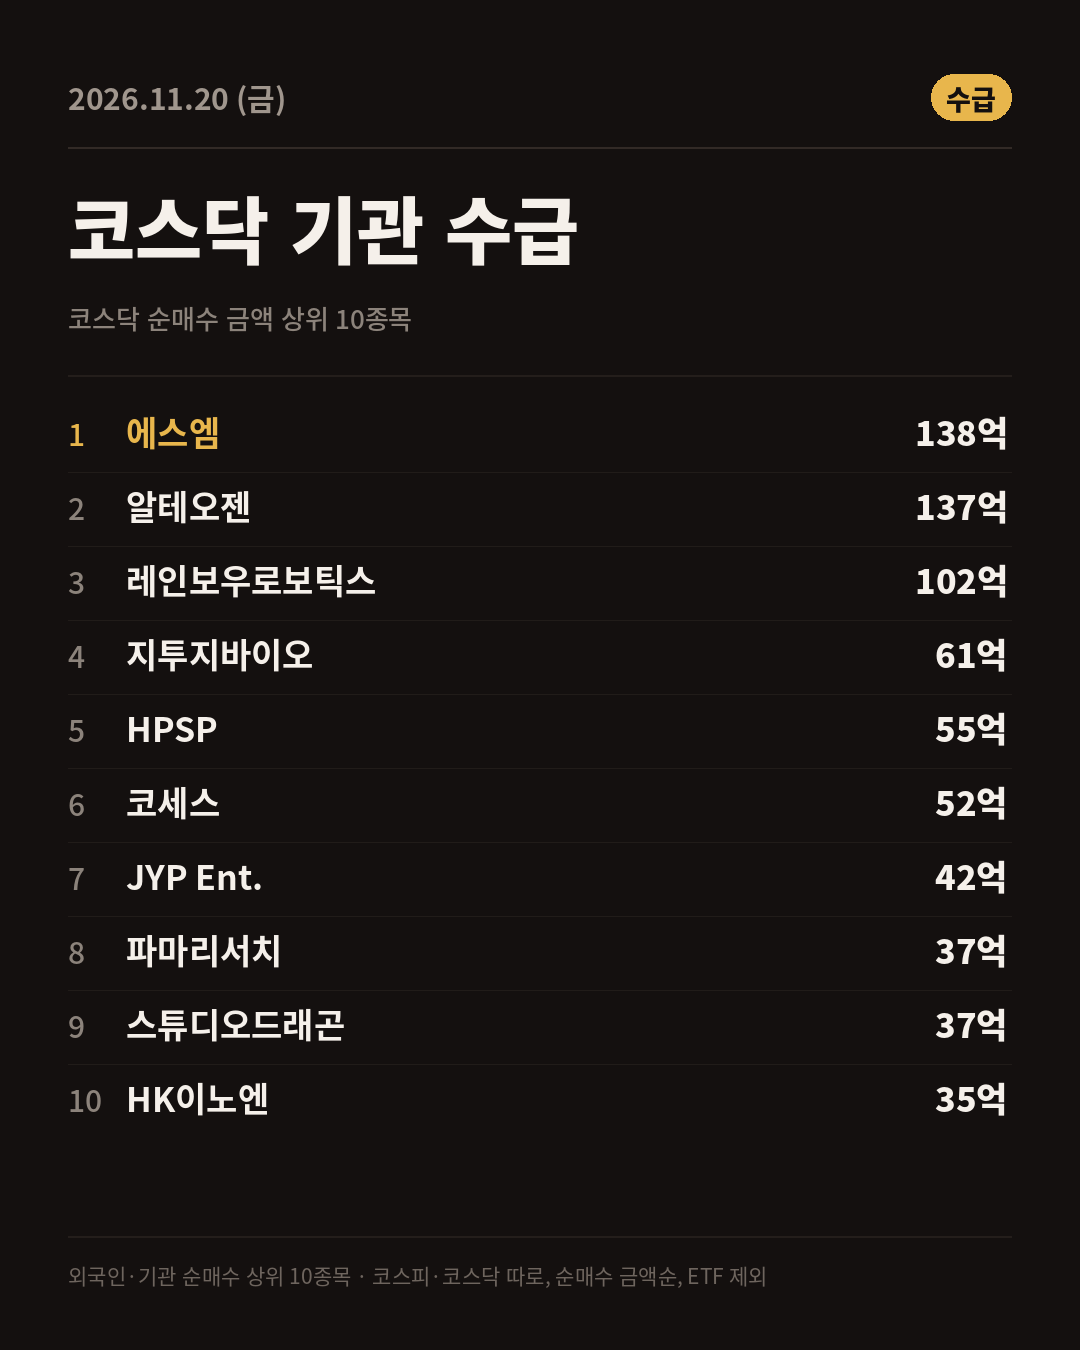 2026.11.20 (금)
수급
코스닥 기관 수급
코스닥 순매수 금액 상위 10종목
1 에스엠 138억
2 알테오젠 137억
3 레인보우로보틱스 102억
4 지투지바이오 61억
5 HPSP 55억
6 코세스 52억
7 JYP Ent. 42억
8 파마리서치 37억
9 스튜디오드래곤 37억
10 HK이노엔 35억
외국인·기관 순매수 상위 10종목 · 코스피·코스닥 따로, 순매수 금액순, ETF 제외